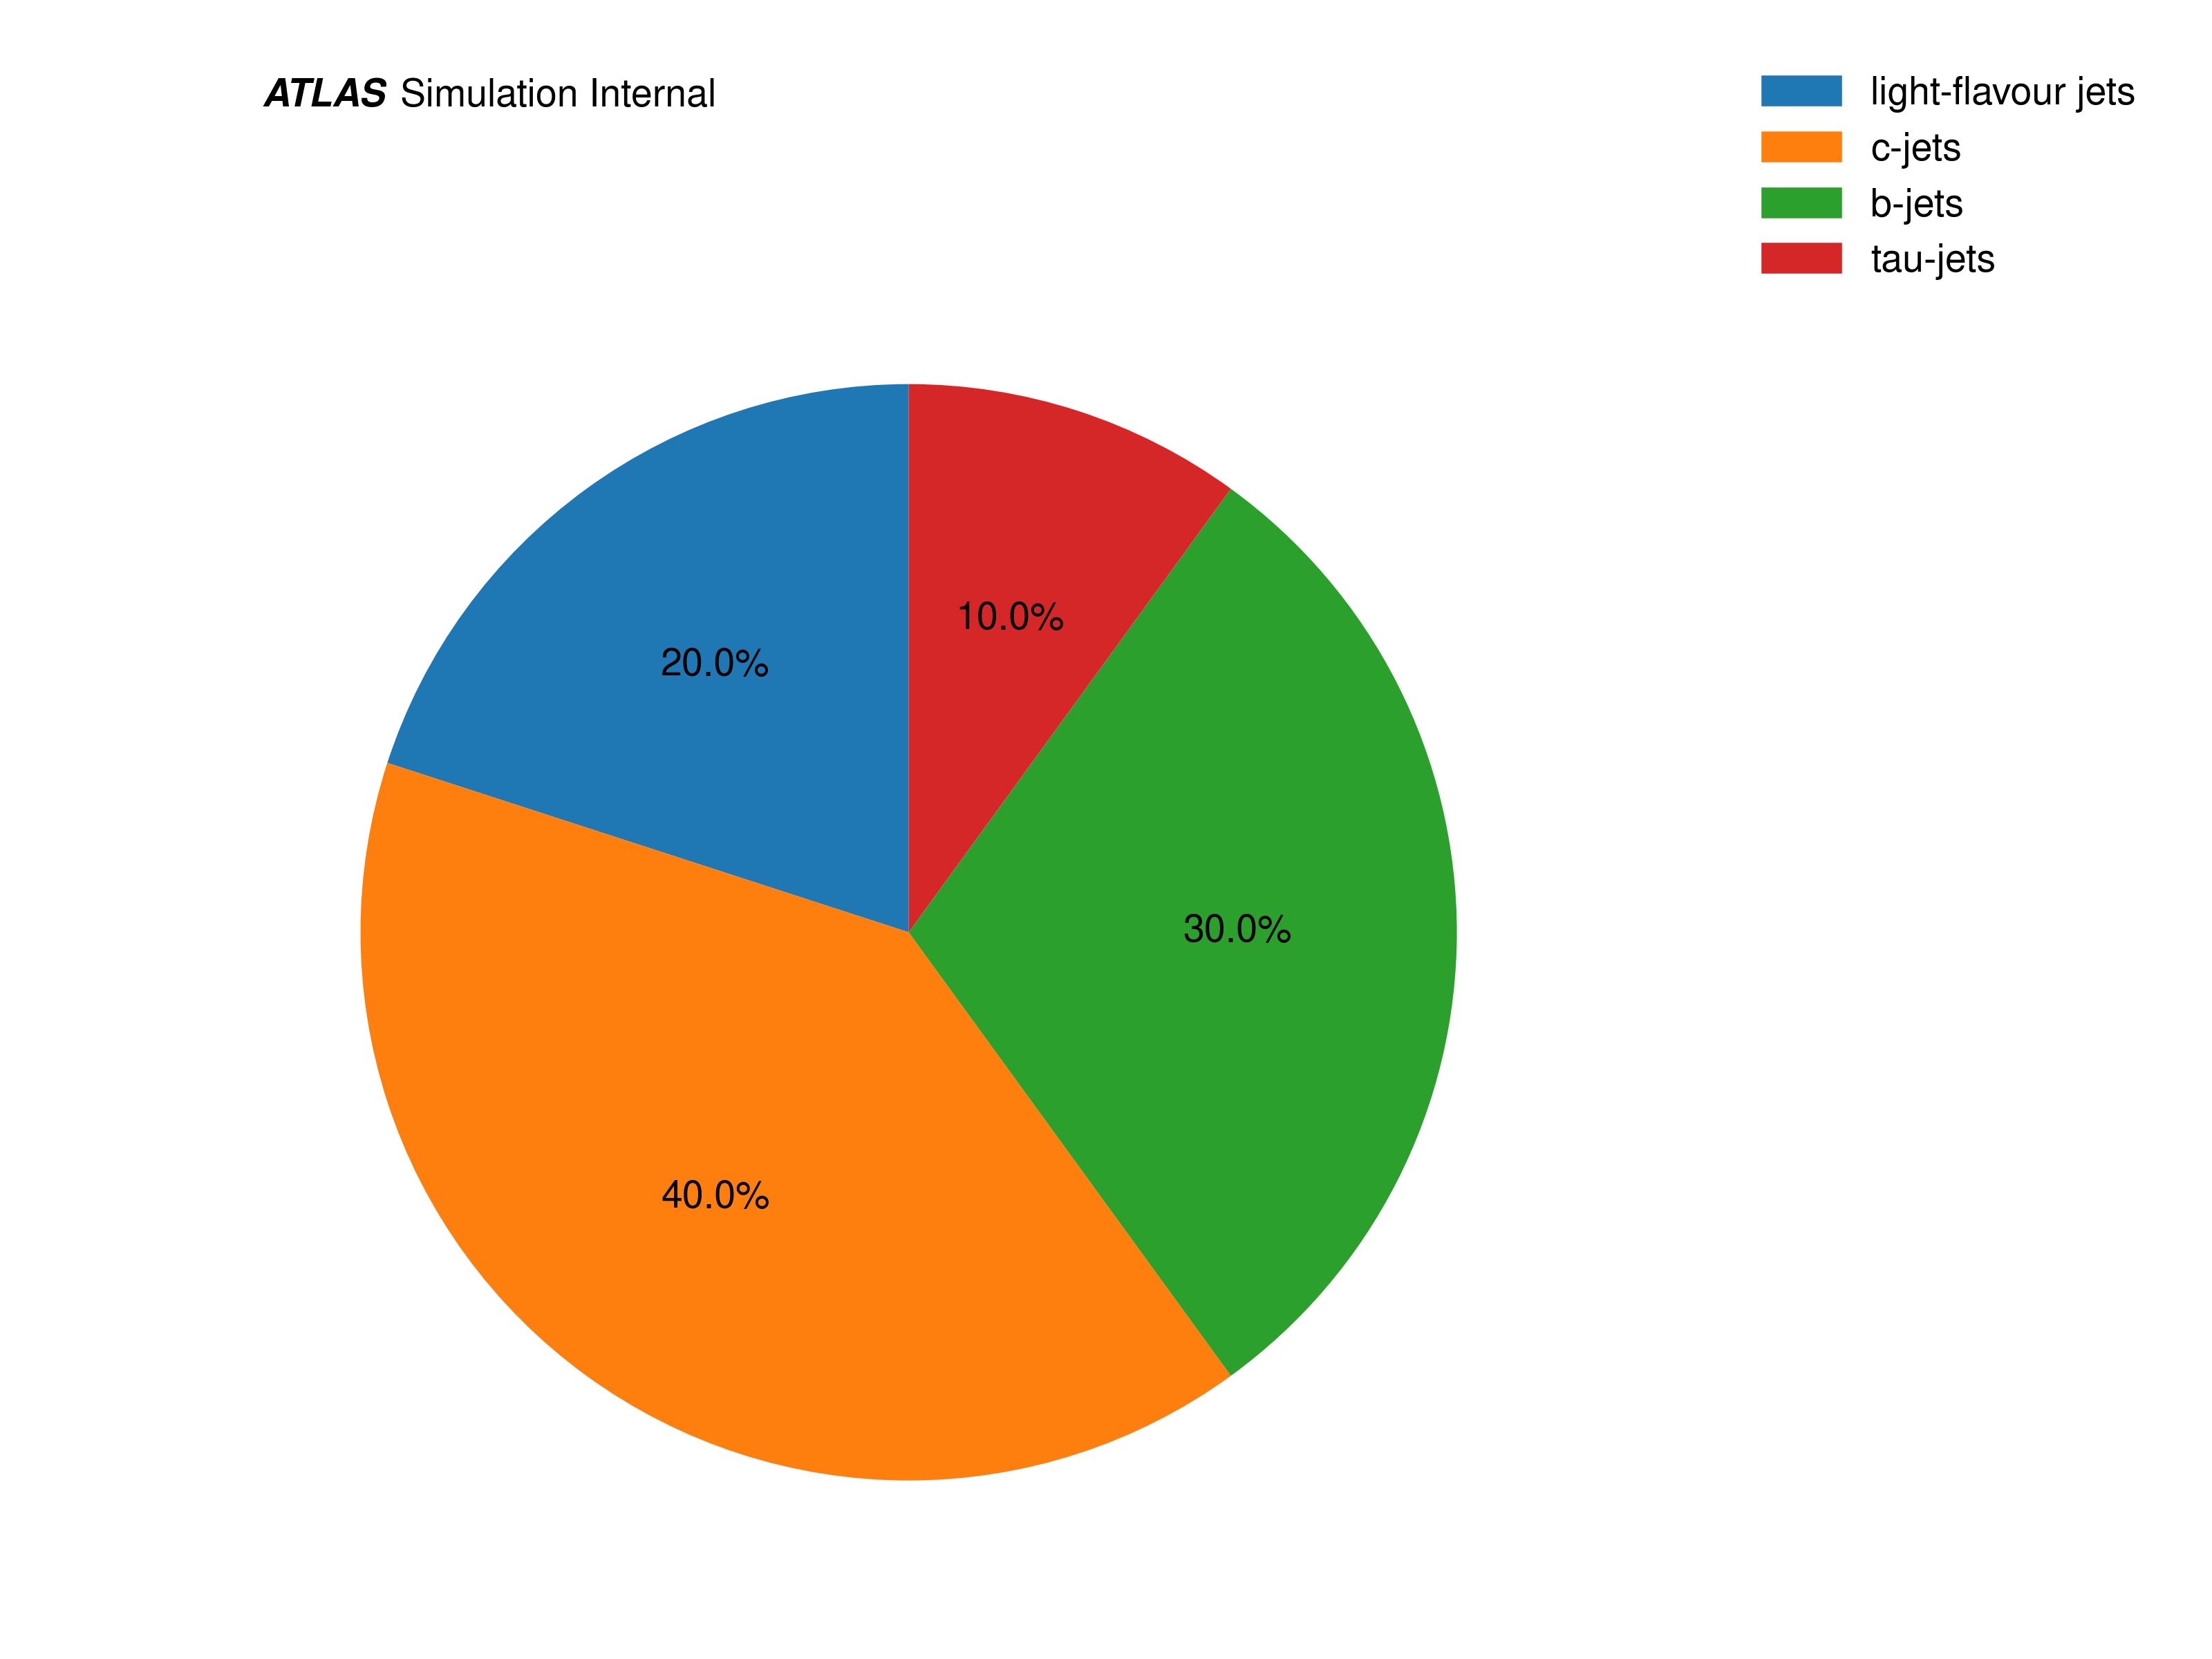 ATLAS Simulation Internal
light-flavour jets
c-jets
b-jets
tau-jets
10.0%
20.0%
30.0%
40.0%